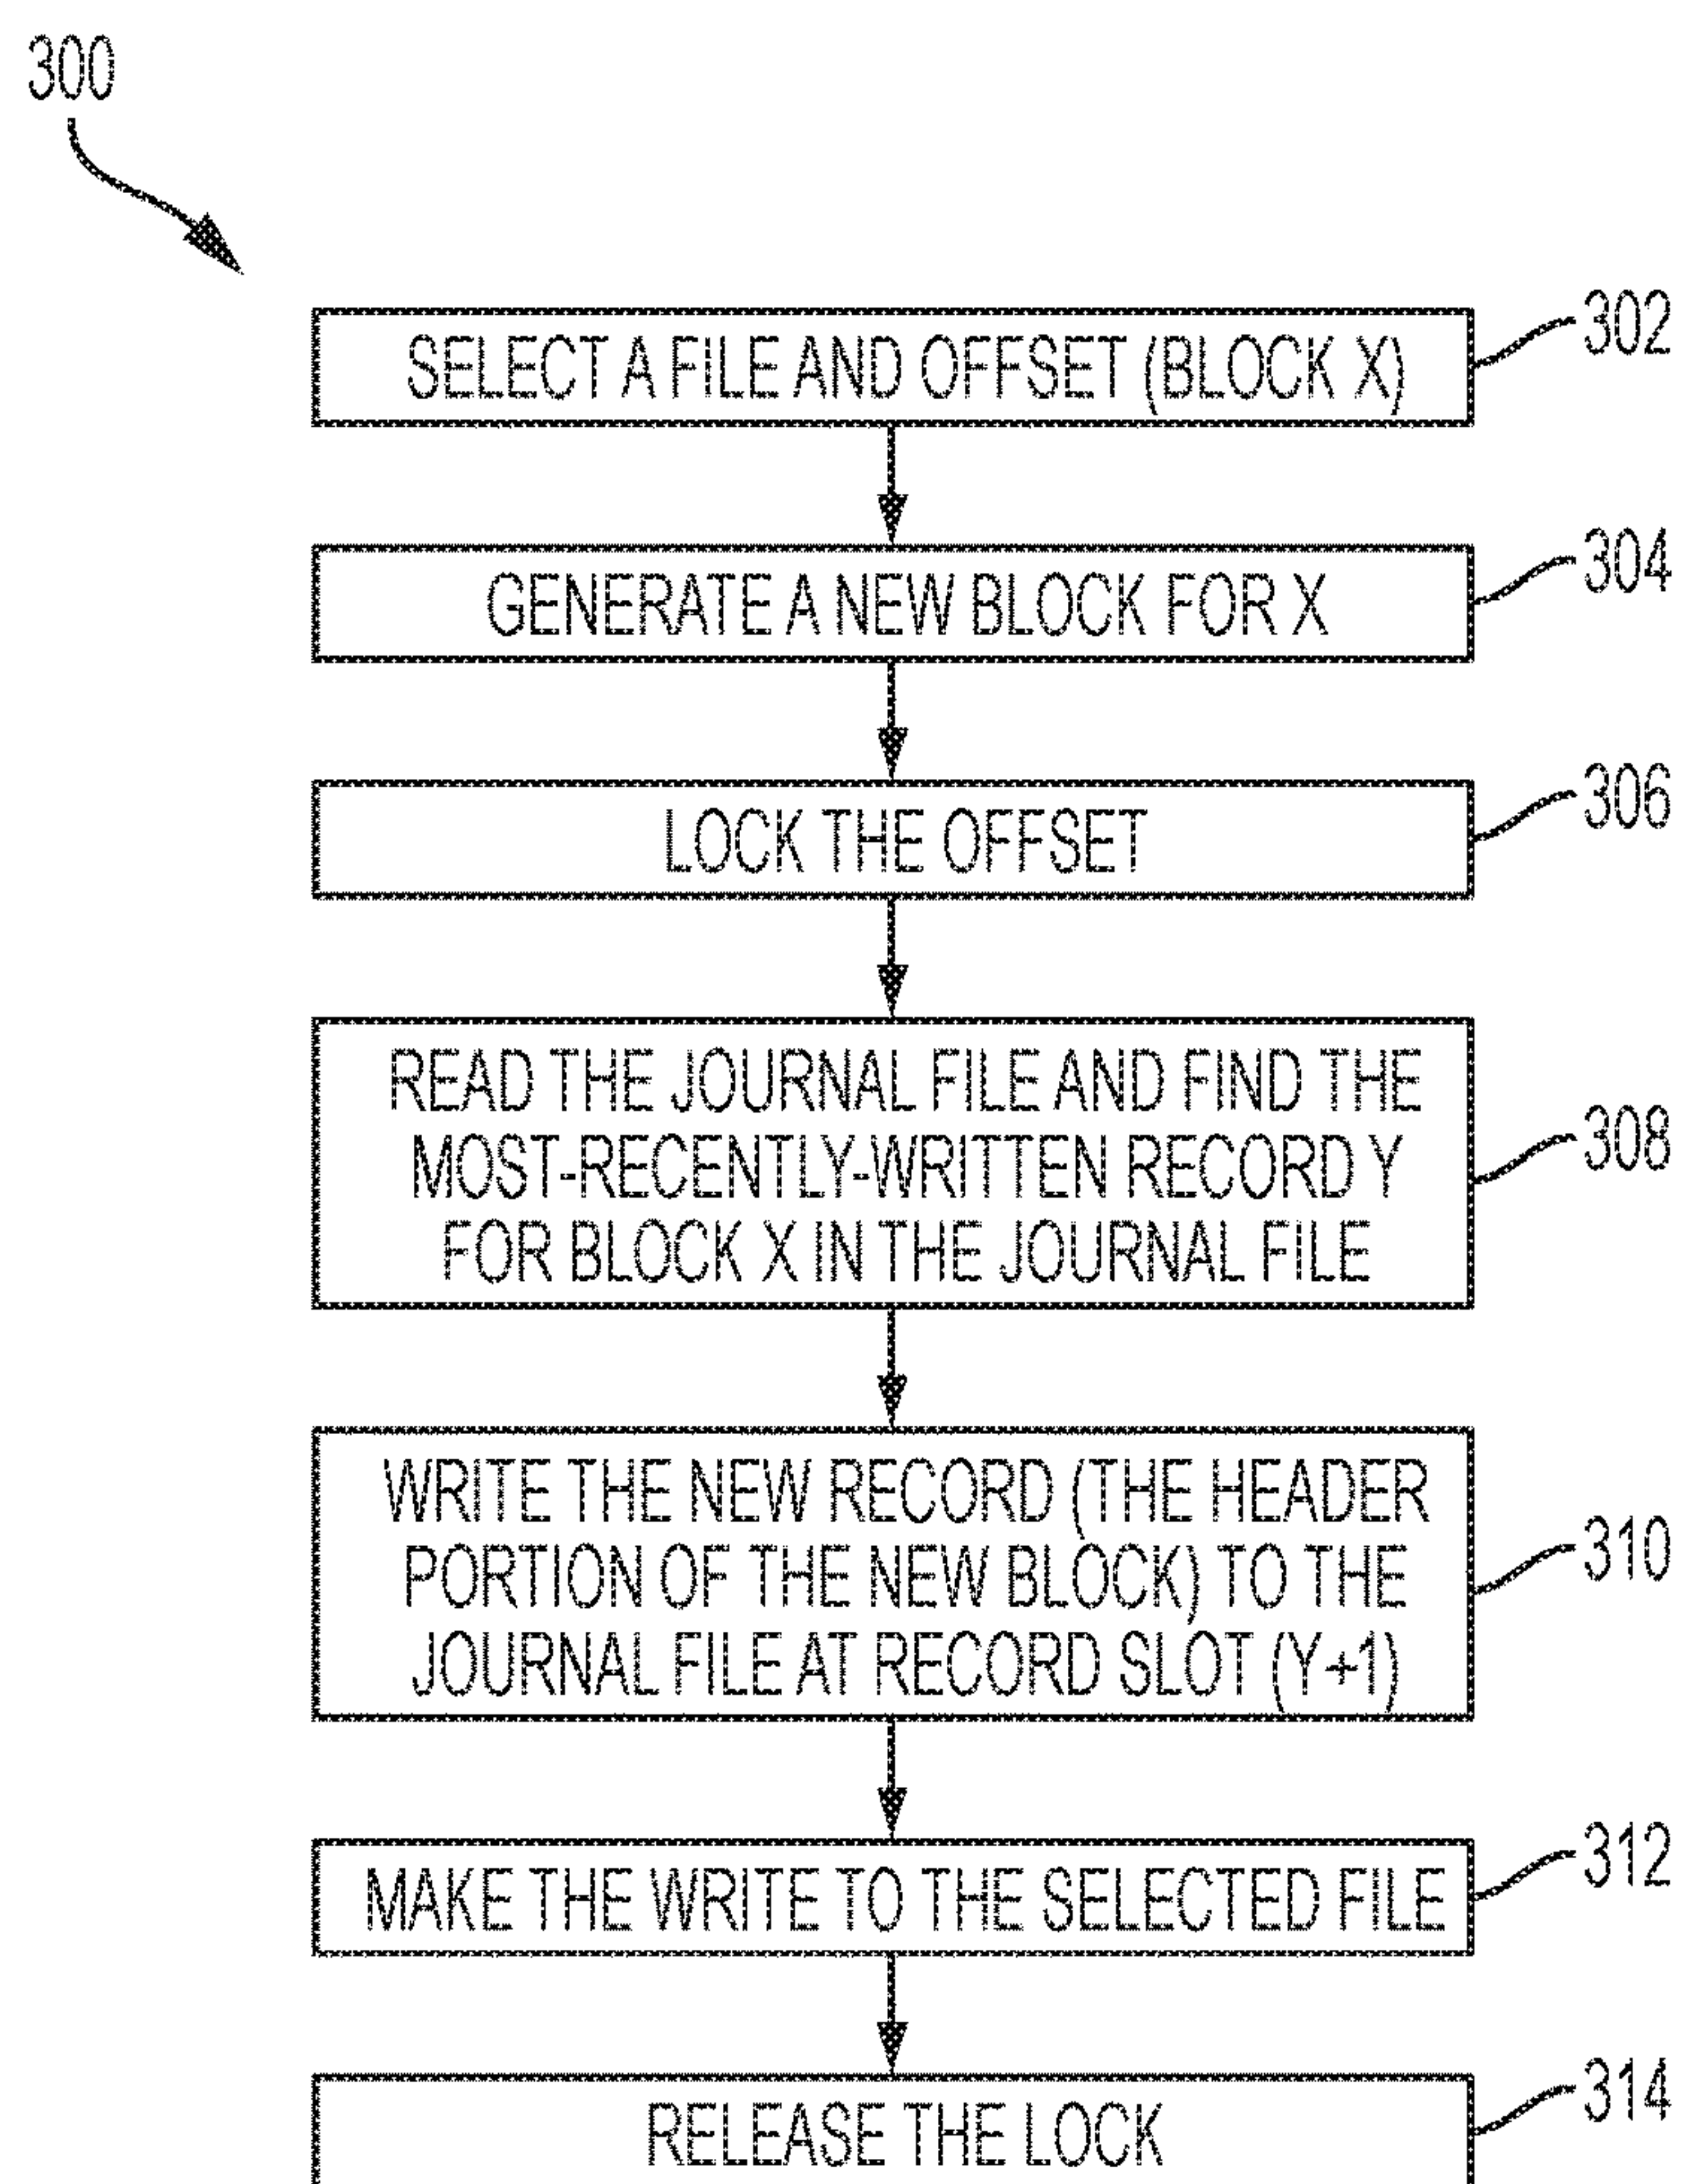 300
SELECT A FILE AND OFFSET (BLOCK X)
302
GENERATE A NEW BLOCK FOR X
304
LOCK THE OFFSET
306
READ THE JOURNAL FILE AND FIND THE
MOST-RECENTLY-WRITTEN RECORD Y
FOR BLOCK X IN THE JOURNAL FILE
308
WRITE THE NEW RECORD (THE HEADER
PORTION OF THE NEW BLOCK) TO THE
JOURNAL FILE AT RECORD SLOT (Y+1)
310
MAKE THE WRITE TO THE SELECTED FILE
312
RELEASE THE LOCK
314